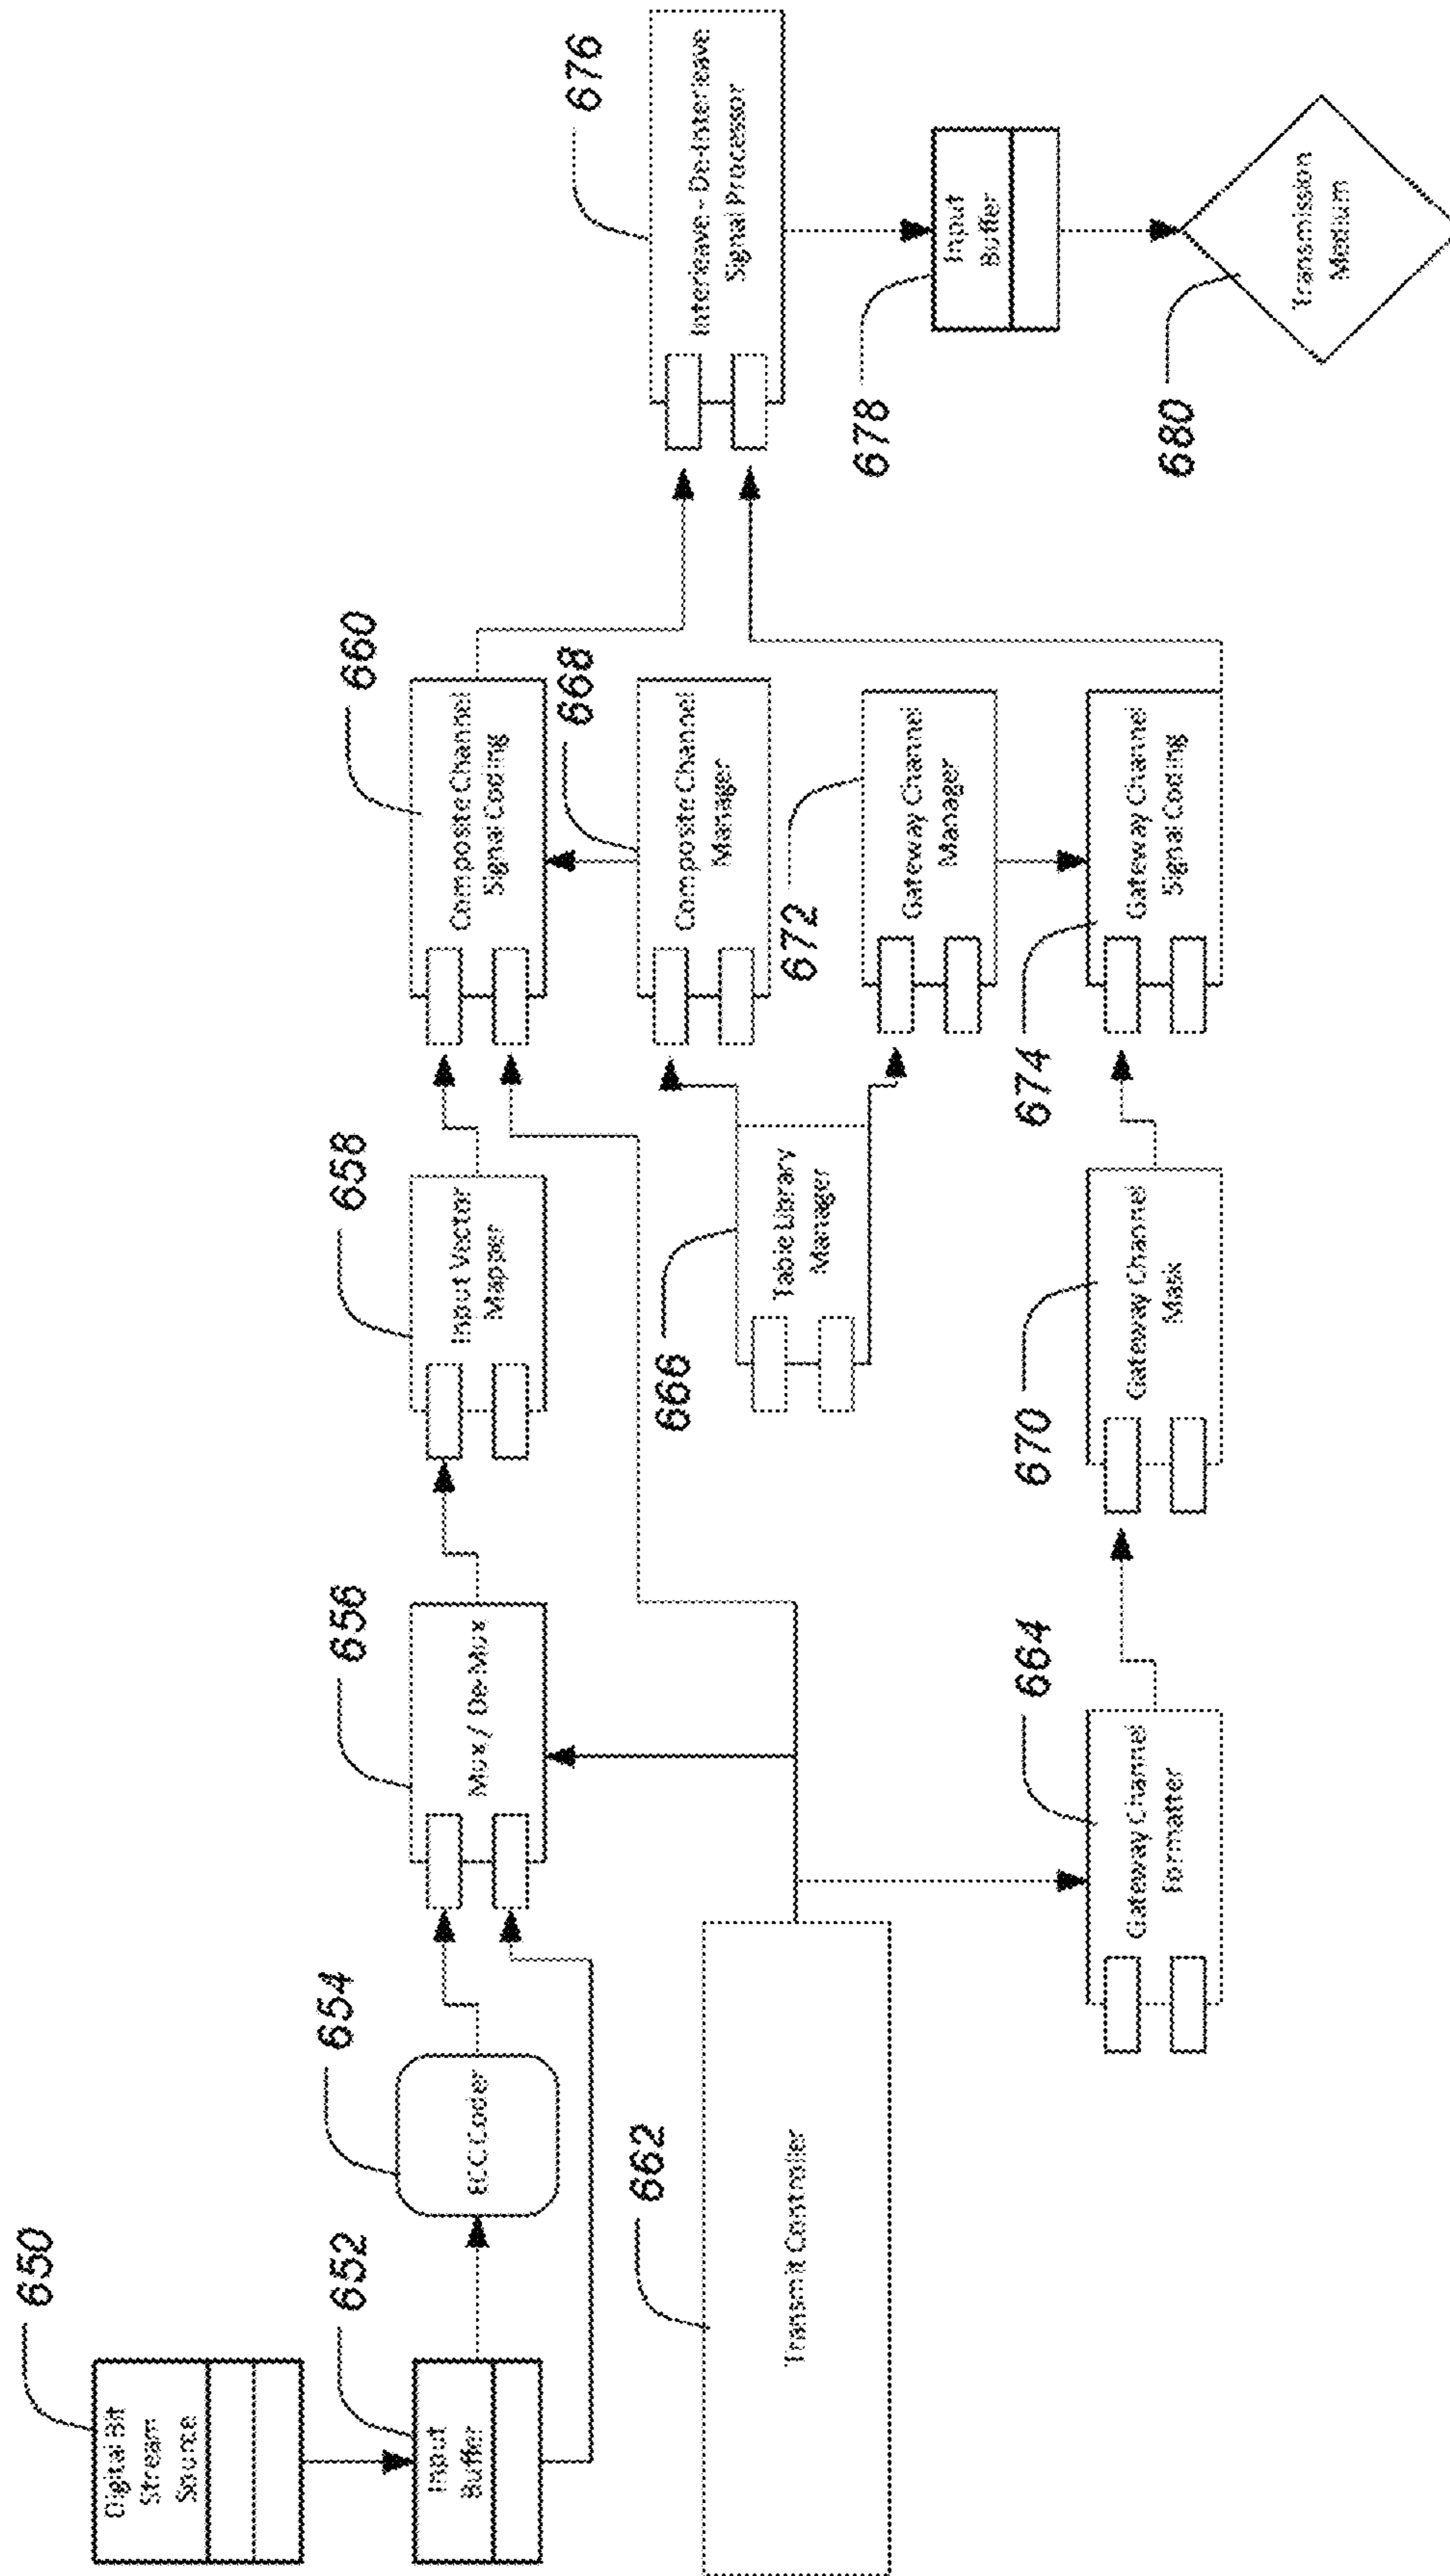 650
Digital Bit
Stream
Source
652
Input
Buffer
654
ECC Coder
656
Mux / De-Mux
658
Input Vector
Mapper
660
Composite Channel
Signal Coding
662
Transmit Controller
664
Gateway Channel
Formatter
666
Table Library
Manager
668
Composite Channel
Manager
670
Gateway Channel
Mask
672
Gateway Channel
Manager
674
Gateway Channel
Signal Coding
676
Interleave - De-Interleave
Signal Processor
678
Input
Buffer
680
Transmission
Medium